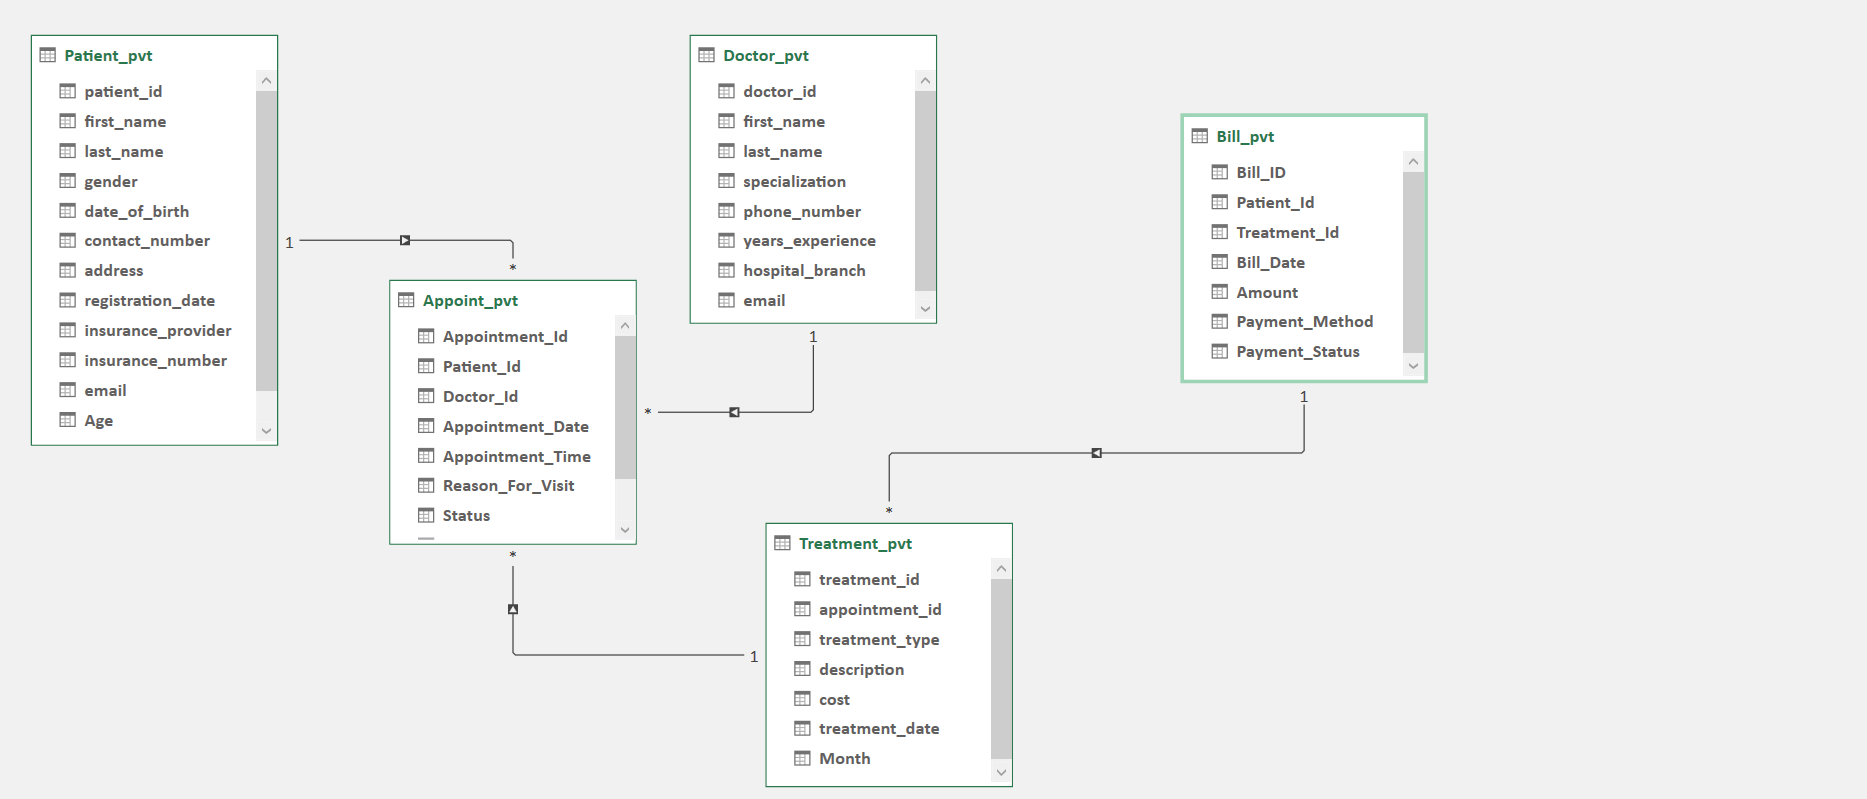 Patient_pvt
patient_id
first_name
last_name
gender
date_of_birth
contact_number
address
registration_date
insurance_provider
insurance_number
email
Age
1
*
Appoint_pvt
Appointment_Id
Patient_Id
Doctor_Id
Appointment_Date
Appointment_Time
Reason_For_Visit
Status
*
Doctor_pvt
doctor_id
first_name
last_name
specialization
phone_number
years_experience
hospital_branch
email
1
*
Bill_pvt
Bill_ID
Patient_Id
Treatment_Id
Bill_Date
Amount
Payment_Method
Payment_Status
1
*
Treatment_pvt
treatment_id
appointment_id
treatment_type
description
cost
treatment_date
Month
1